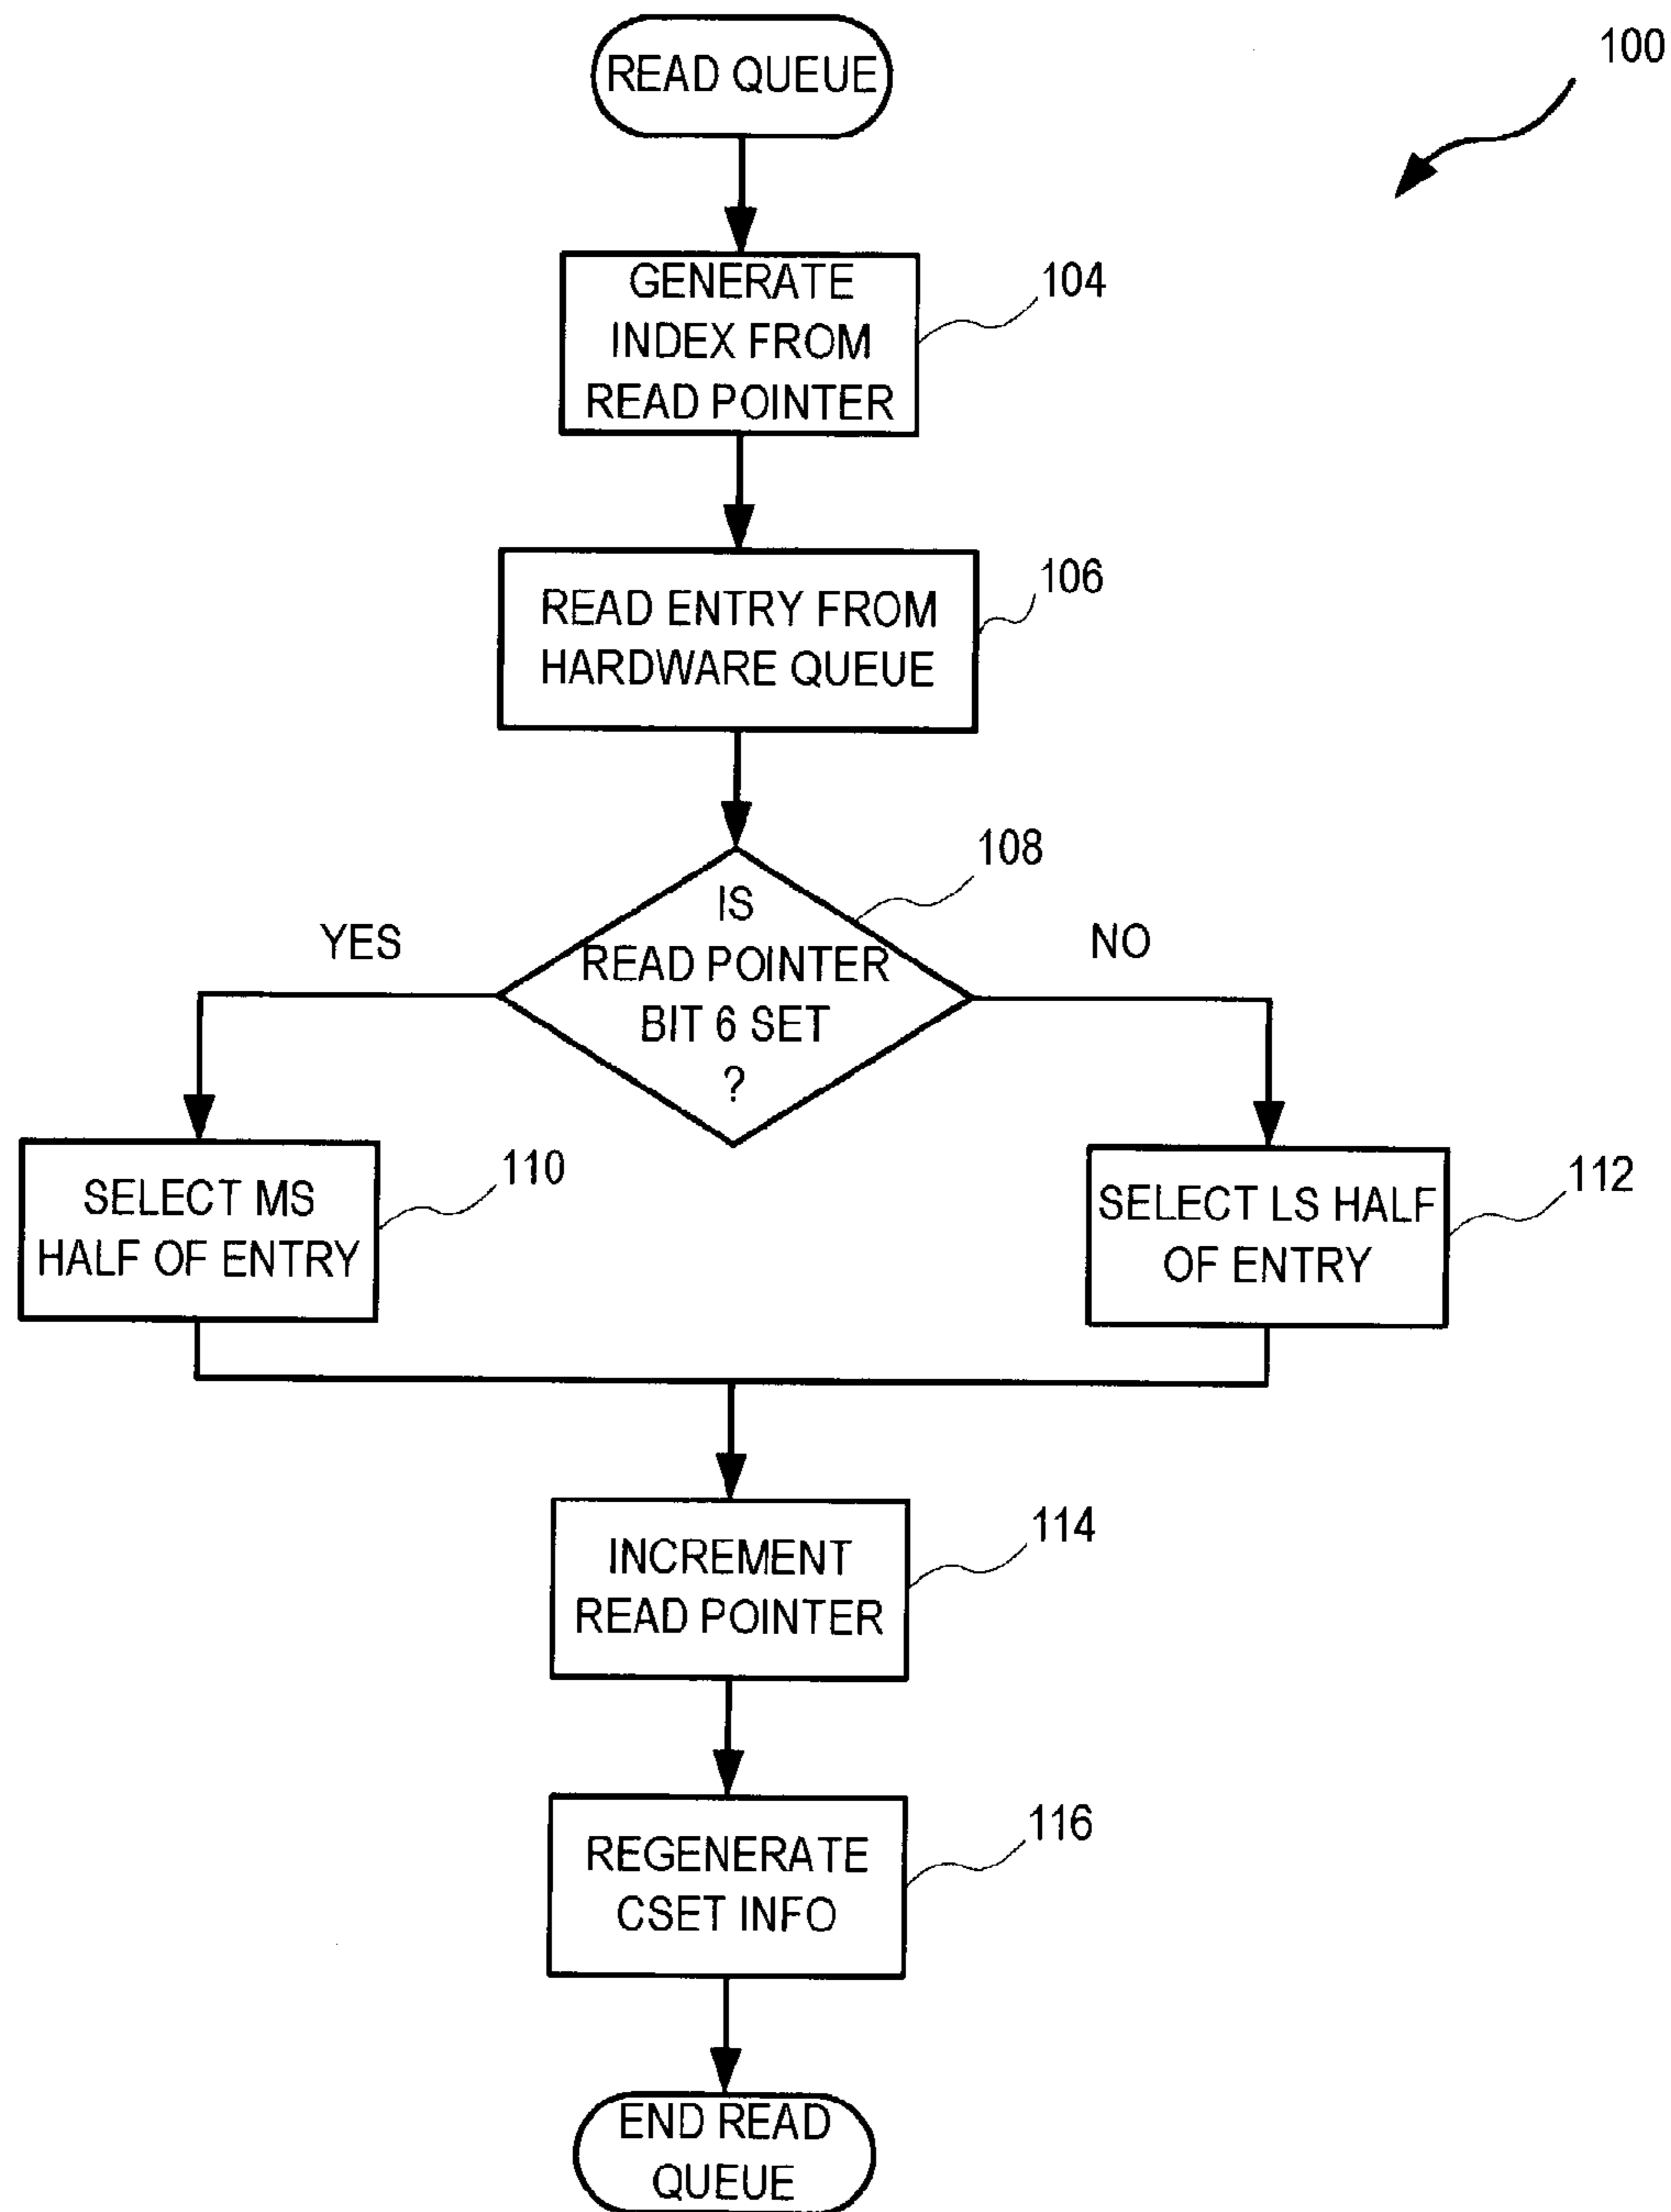 READ QUEUE
100
GENERATE
INDEX FROM
READ POINTER
104
READ ENTRY FROM
HARDWARE QUEUE
106
108
IS
READ POINTER
BIT 6 SET
?
YES
NO
SELECT MS
HALF OF ENTRY
110
SELECT LS HALF
OF ENTRY
112
INCREMENT
READ POINTER
114
REGENERATE
CSET INFO
116
END READ
QUEUE